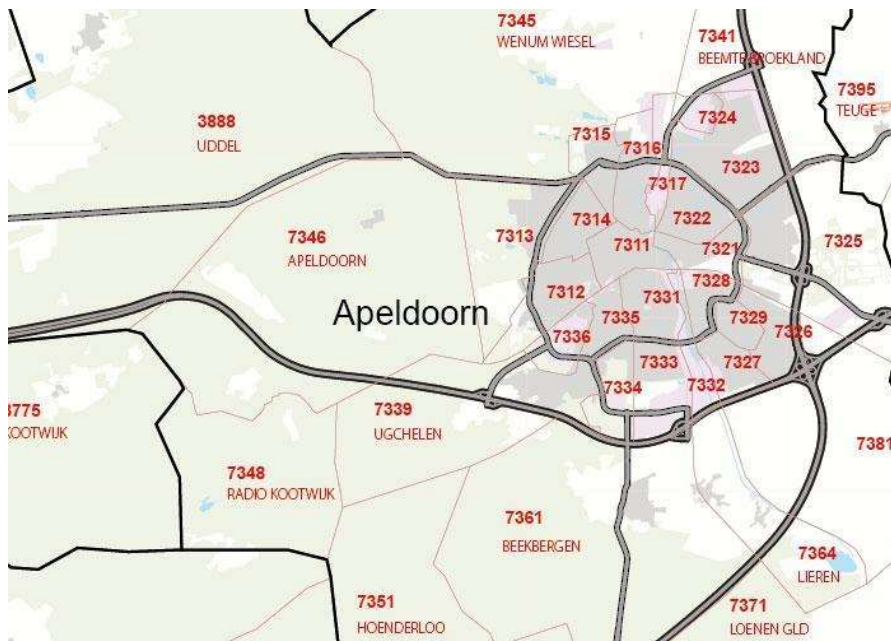 7345
WENUM WIESEL
7341
BEEMTE BROEKLAND
7395
TEUGE
3888
UDDEL
7324
7315
7316
7323
7317
7346
APELDOORN
7313
7314
7322
7311
7321
7325
7312
7328
7331
Apeldoorn
7335
7329
7336
7326
7333
7327
7334
7332
3775
KOOTWIJK
7339
UGCHELEN
7381
7348
RADIO KOOTWIJK
7361
BEEKBERGEN
7364
LIEREN
7351
HOENDERLOO
7371
LOENEN GLD